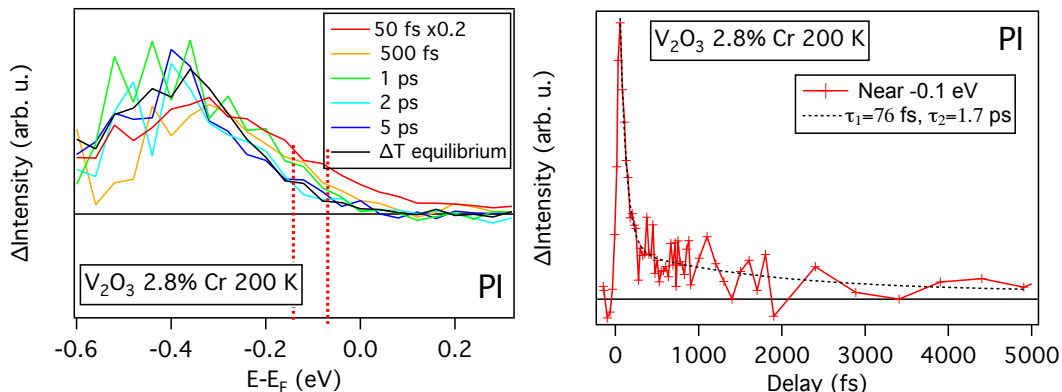 50 fs x0.2
500 fs
1 ps
2 ps
5 ps
ΔT equilibrium
ΔIntensity (arb. u.)
V₂O₃ 2.8% Cr 200 K
PI
-0.6
-0.4
-0.2
0.0
0.2
E-E_F (eV)
V₂O₃ 2.8% Cr 200 K
PI
Near -0.1 eV
τ₁=76 fs, τ₂=1.7 ps
ΔIntensity (arb. u.)
0
1000
2000
3000
4000
5000
Delay (fs)